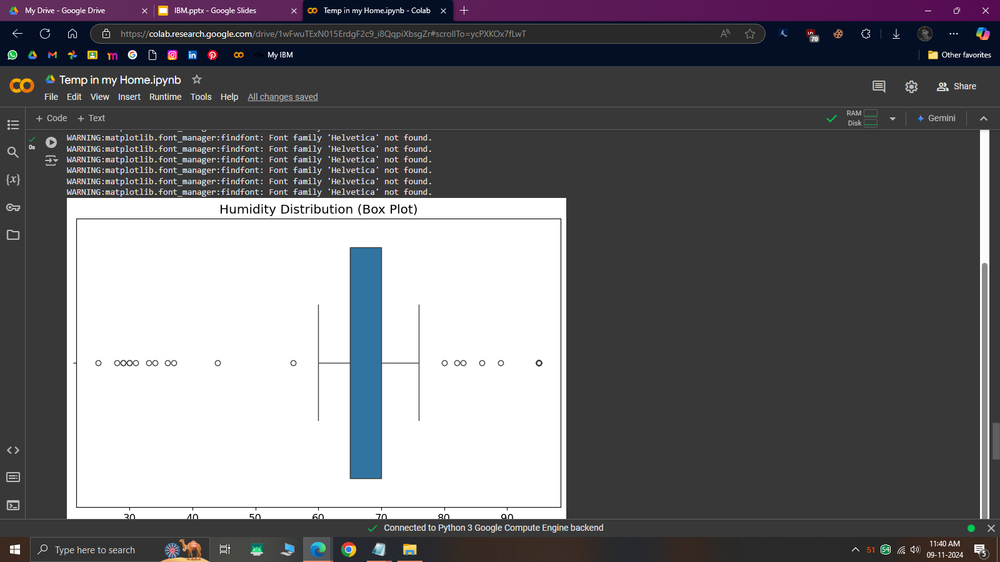 My Drive - Google Drive
IBM.pptx - Google Slides
Temp in my Home.ipynb - Colab
https://colab.research.google.com/drive/1wFwuTExN015ErdgF2c9_i8QqpiXbsgZr#scrollTo=ycPXKOx7fLwT
70
My IBM
Other favorites
Temp in my Home.ipynb
File Edit View Insert Runtime Tools Help All changes saved
Share
+ Code + Text
RAM
Disk
Gemini
0s
WARNING:matplotlib.font_manager:findfont: Font family 'Helvetica' not found.
WARNING:matplotlib.font_manager:findfont: Font family 'Helvetica' not found.
WARNING:matplotlib.font_manager:findfont: Font family 'Helvetica' not found.
WARNING:matplotlib.font_manager:findfont: Font family 'Helvetica' not found.
WARNING:matplotlib.font_manager:findfont: Font family 'Helvetica' not found.
WARNING:matplotlib.font_manager:findfont: Font family 'Helvetica' not found.
Humidity Distribution (Box Plot)
30 40 50 60 70 80 90
Connected to Python 3 Google Compute Engine backend
Type here to search
51 54
11:40 AM
09-11-2024
5